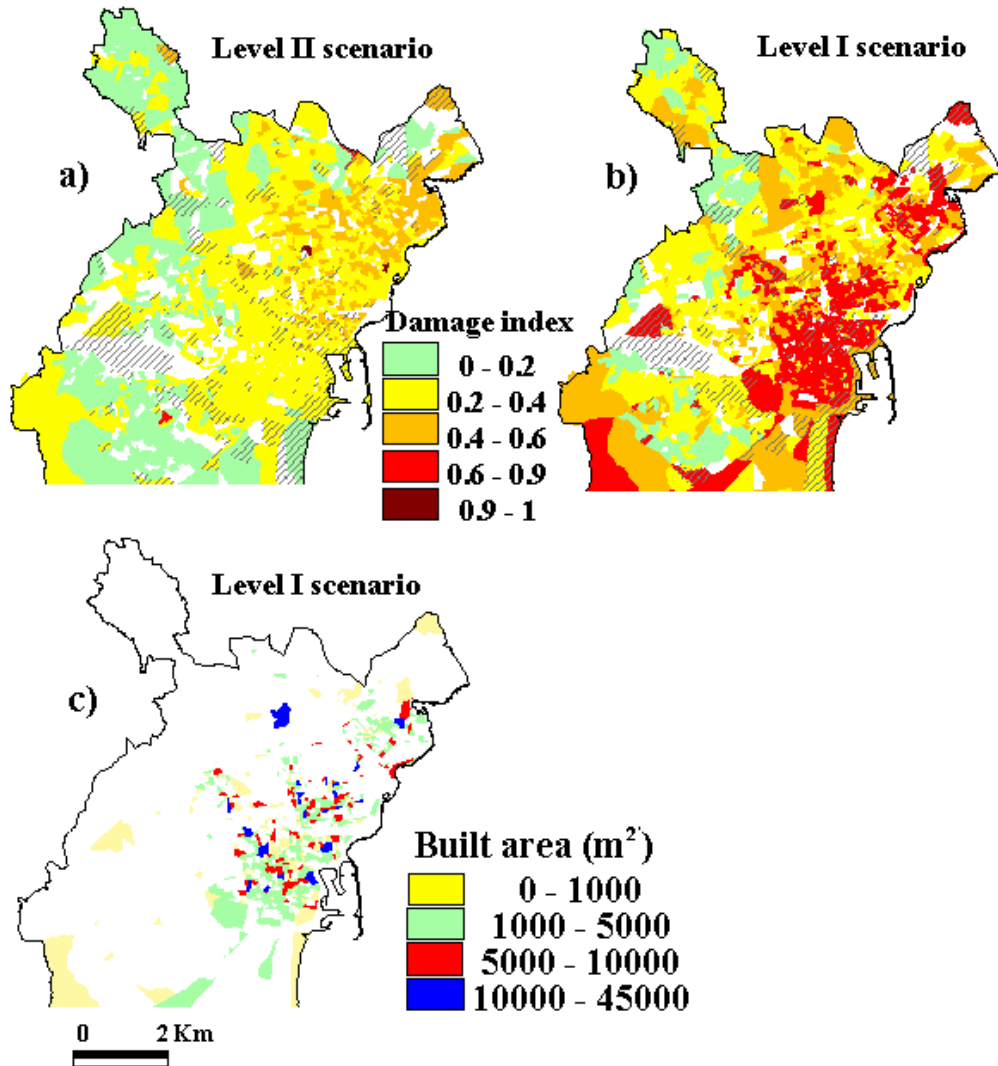 Level II scenario
Level I scenario
a)
b)
Damage index
0 - 0.2
0.2 - 0.4
0.4 - 0.6
0.6 - 0.9
0.9 - 1
Level I scenario
c)
Built area (m²)
0 - 1000
1000 - 5000
5000 - 10000
10000 - 45000
0 2 Km